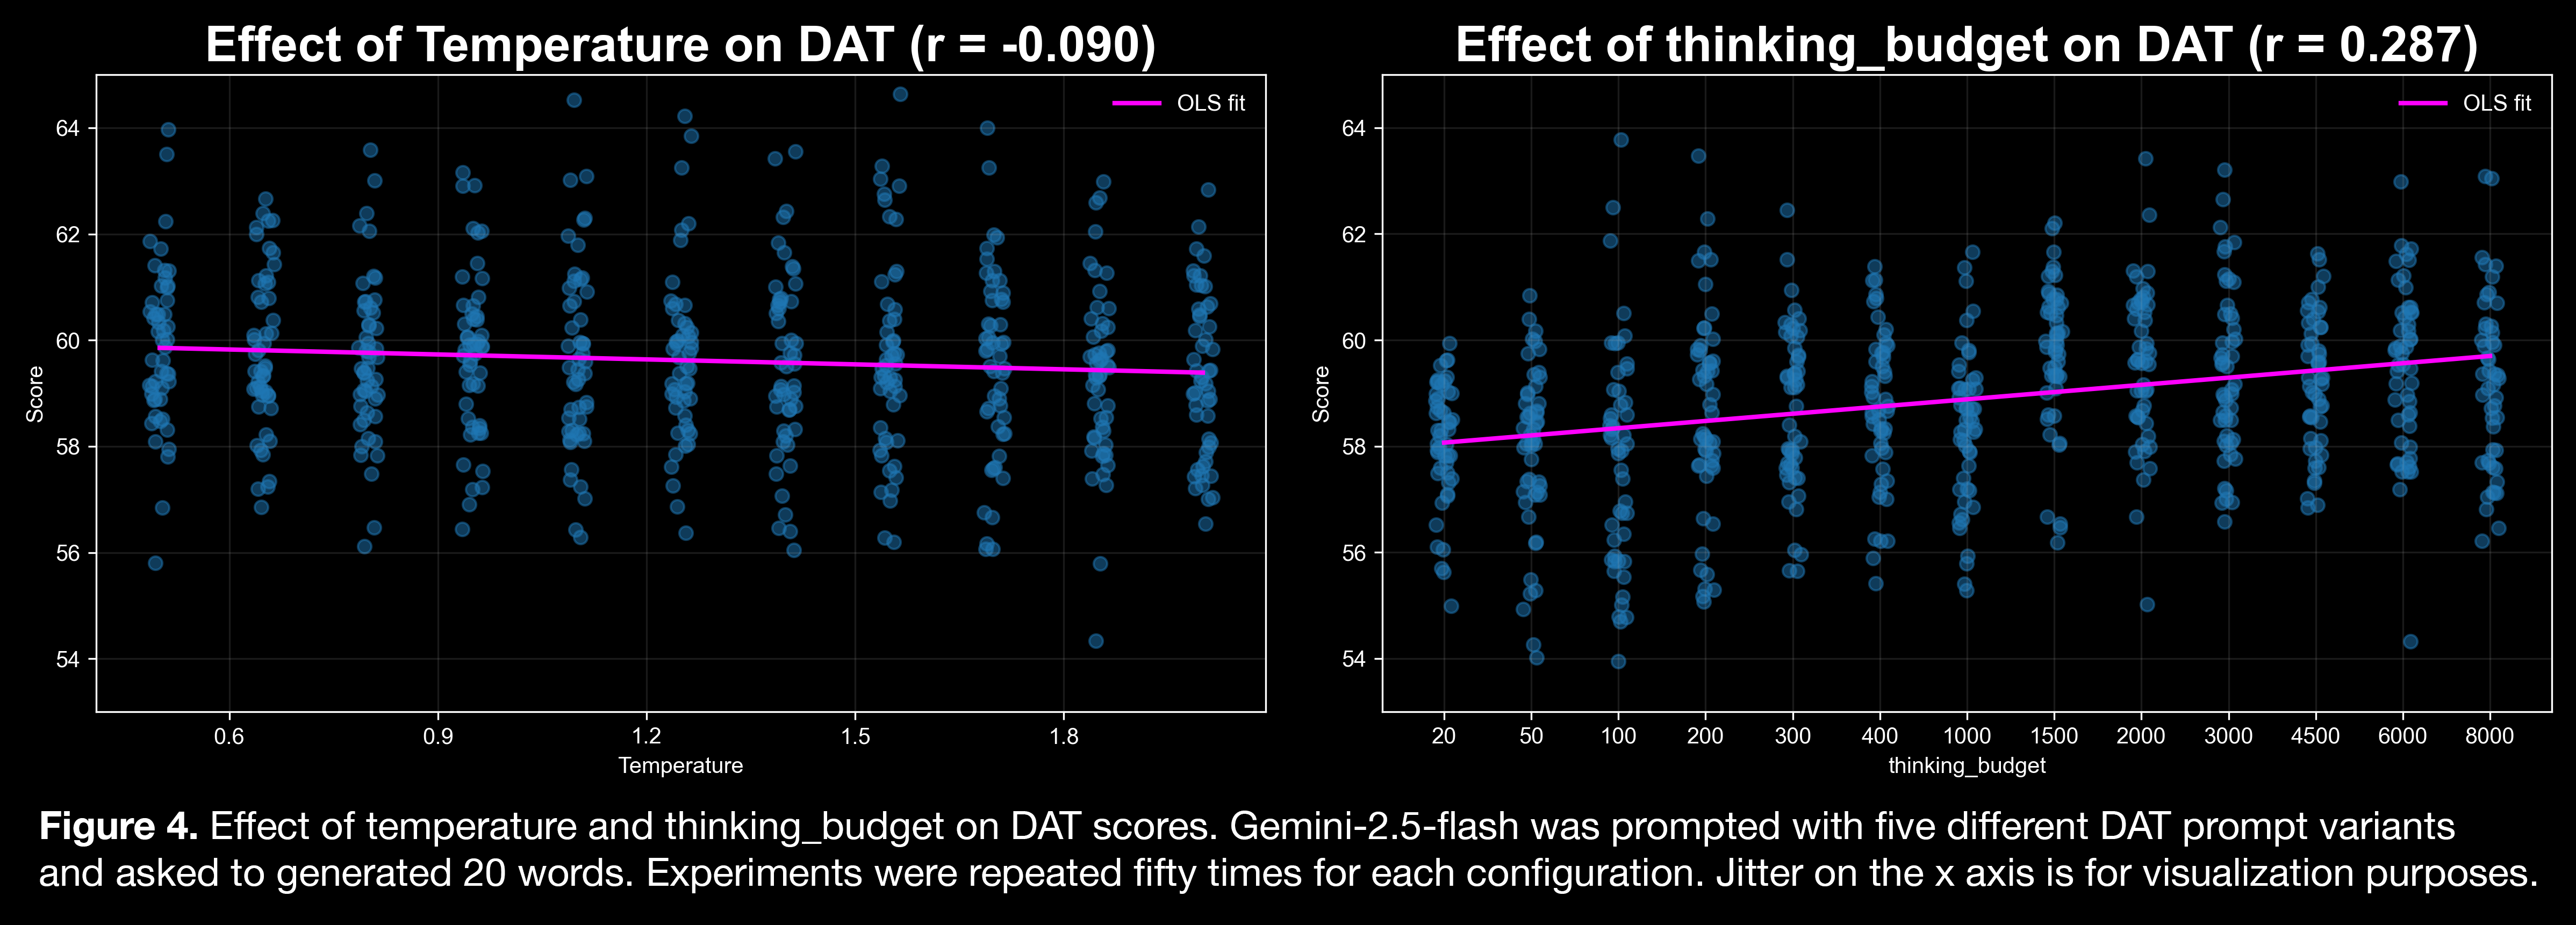 Effect of Temperature on DAT (r = -0.090)
OLS fit
64
62
60
58
56
54
Score
0.6 0.9 1.2 1.5 1.8
Temperature
Effect of thinking_budget on DAT (r = 0.287)
OLS fit
64
62
60
58
56
54
Score
20 50 100 200 300 400 1000 1500 2000 3000 4500 6000 8000
thinking_budget
Figure 4. Effect of temperature and thinking_budget on DAT scores. Gemini-2.5-flash was prompted with five different DAT prompt variants
and asked to generated 20 words. Experiments were repeated fifty times for each configuration. Jitter on the x axis is for visualization purposes.